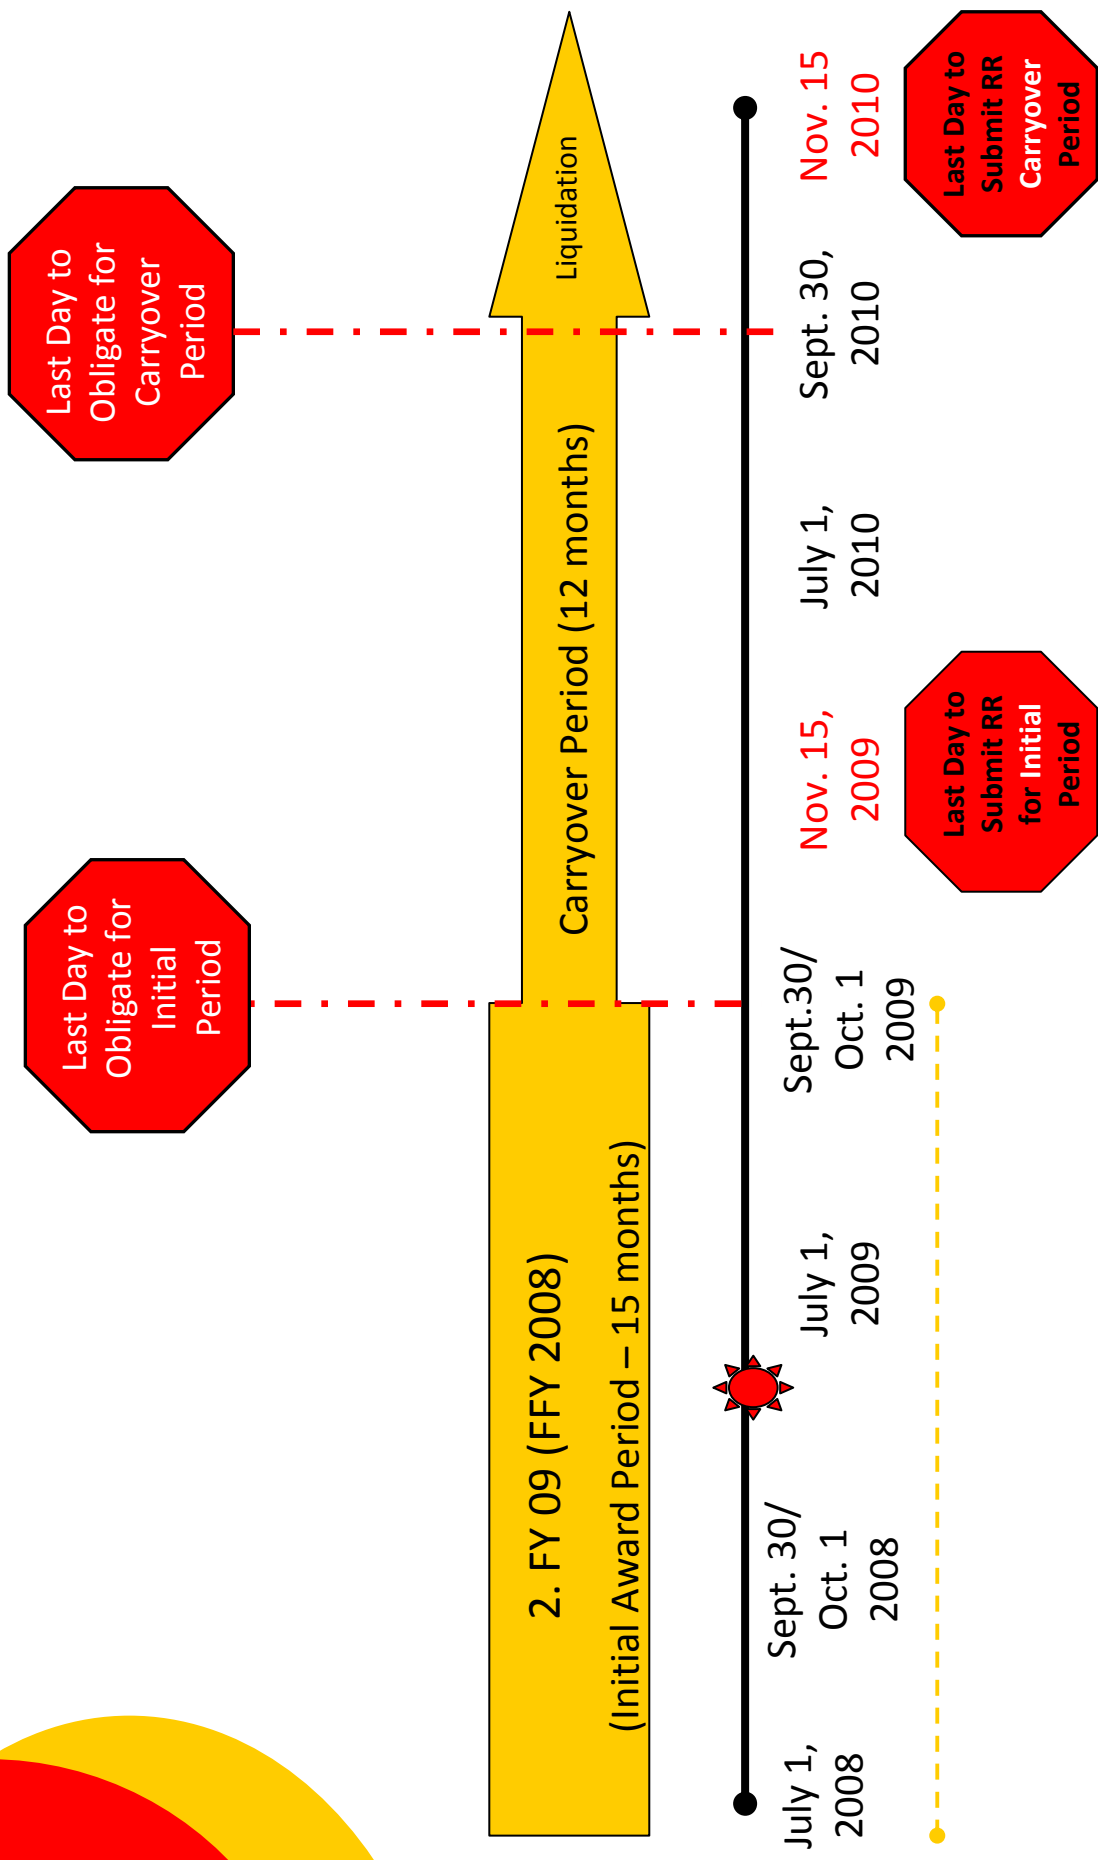 Last Day to
Obligate for
Initial
Period
Last Day to
Obligate for
Carryover
Period
2. FY 09 (FFY 2008)
(Initial Award Period – 15 months)
Carryover Period (12 months)
Liquidation
July 1,
2008
Sept. 30/
Oct. 1
2008
July 1,
2009
Sept.30/
Oct. 1
2009
Nov. 15,
2009
July 1,
2010
Sept. 30,
2010
Nov. 15
2010
Last Day to
Submit RR
for Initial
Period
Last Day to
Submit RR
Carryover
Period